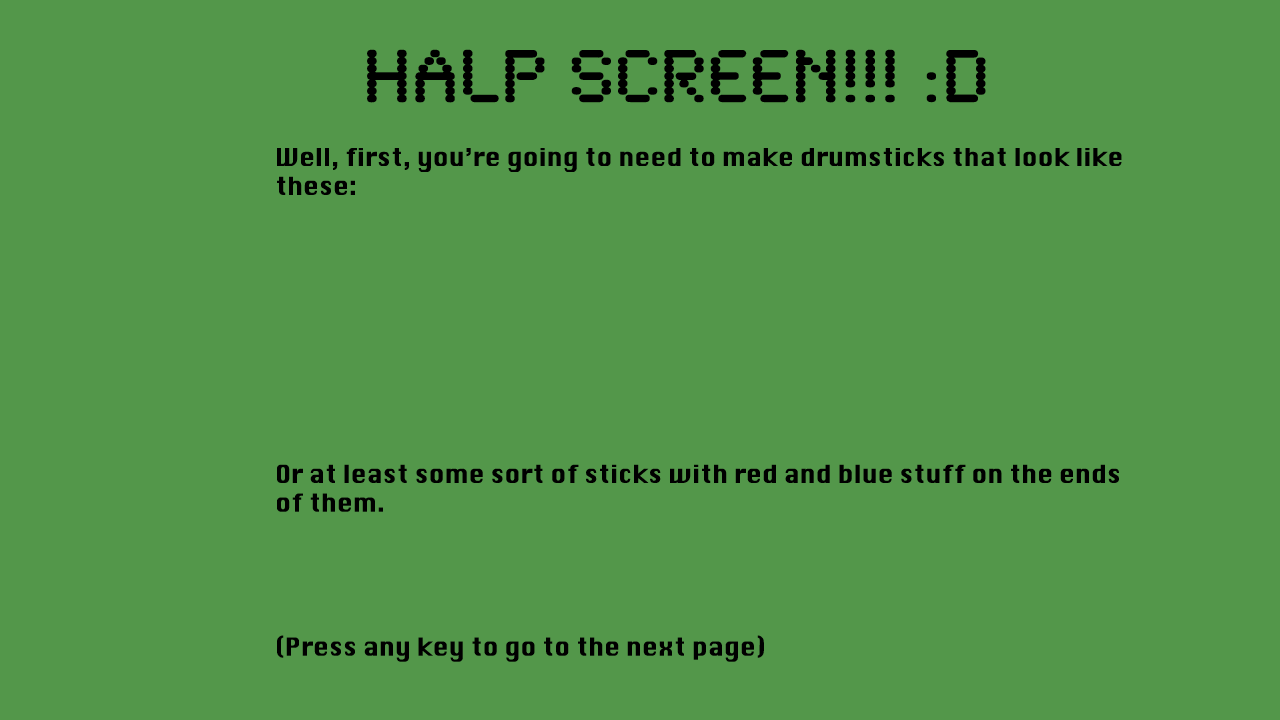 HALP SCREEN!!! :D
Well, first, you're going to need to make drumsticks that look like
these:
Or at least some sort of sticks with red and blue stuff on the ends
of them.
(Press any key to go to the next page)